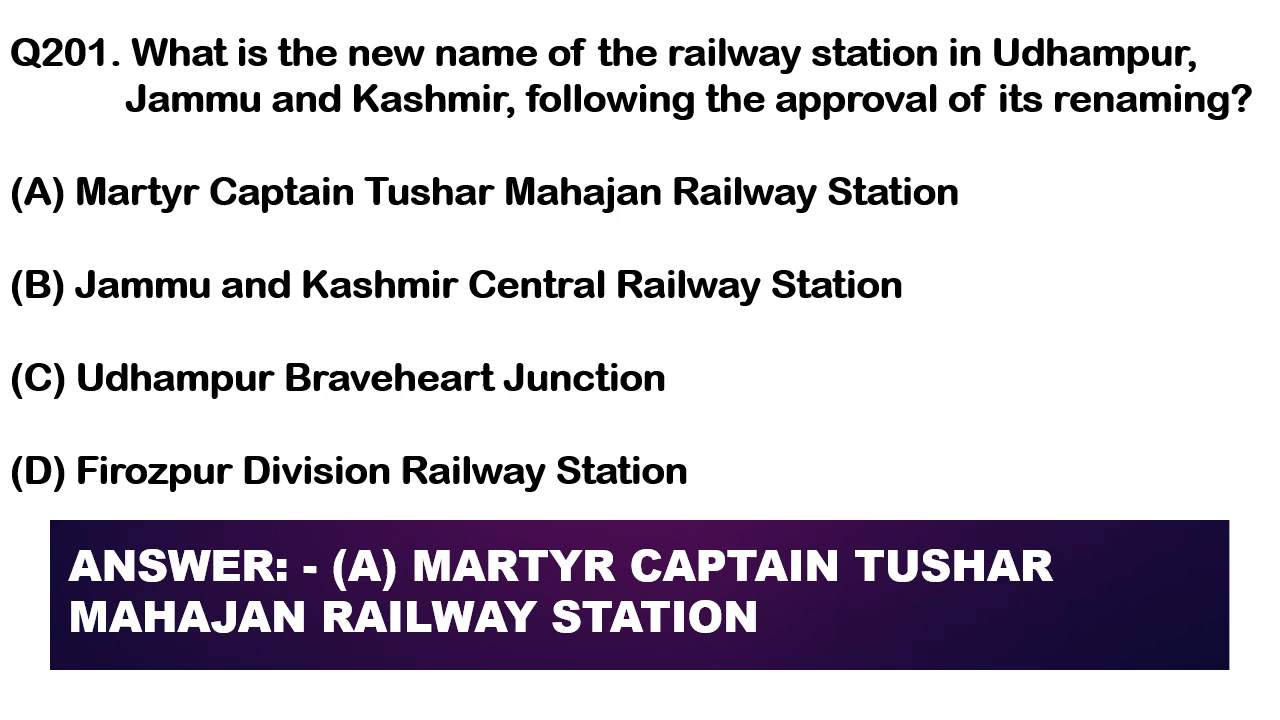 Q201. What is the new name of the railway station in Udhampur,
Jammu and Kashmir, following the approval of its renaming?
(A) Martyr Captain Tushar Mahajan Railway Station
(B) Jammu and Kashmir Central Railway Station
(C) Udhampur Braveheart Junction
(D) Firozpur Division Railway Station
ANSWER: - (A) MARTYR CAPTAIN TUSHAR
MAHAJAN RAILWAY STATION